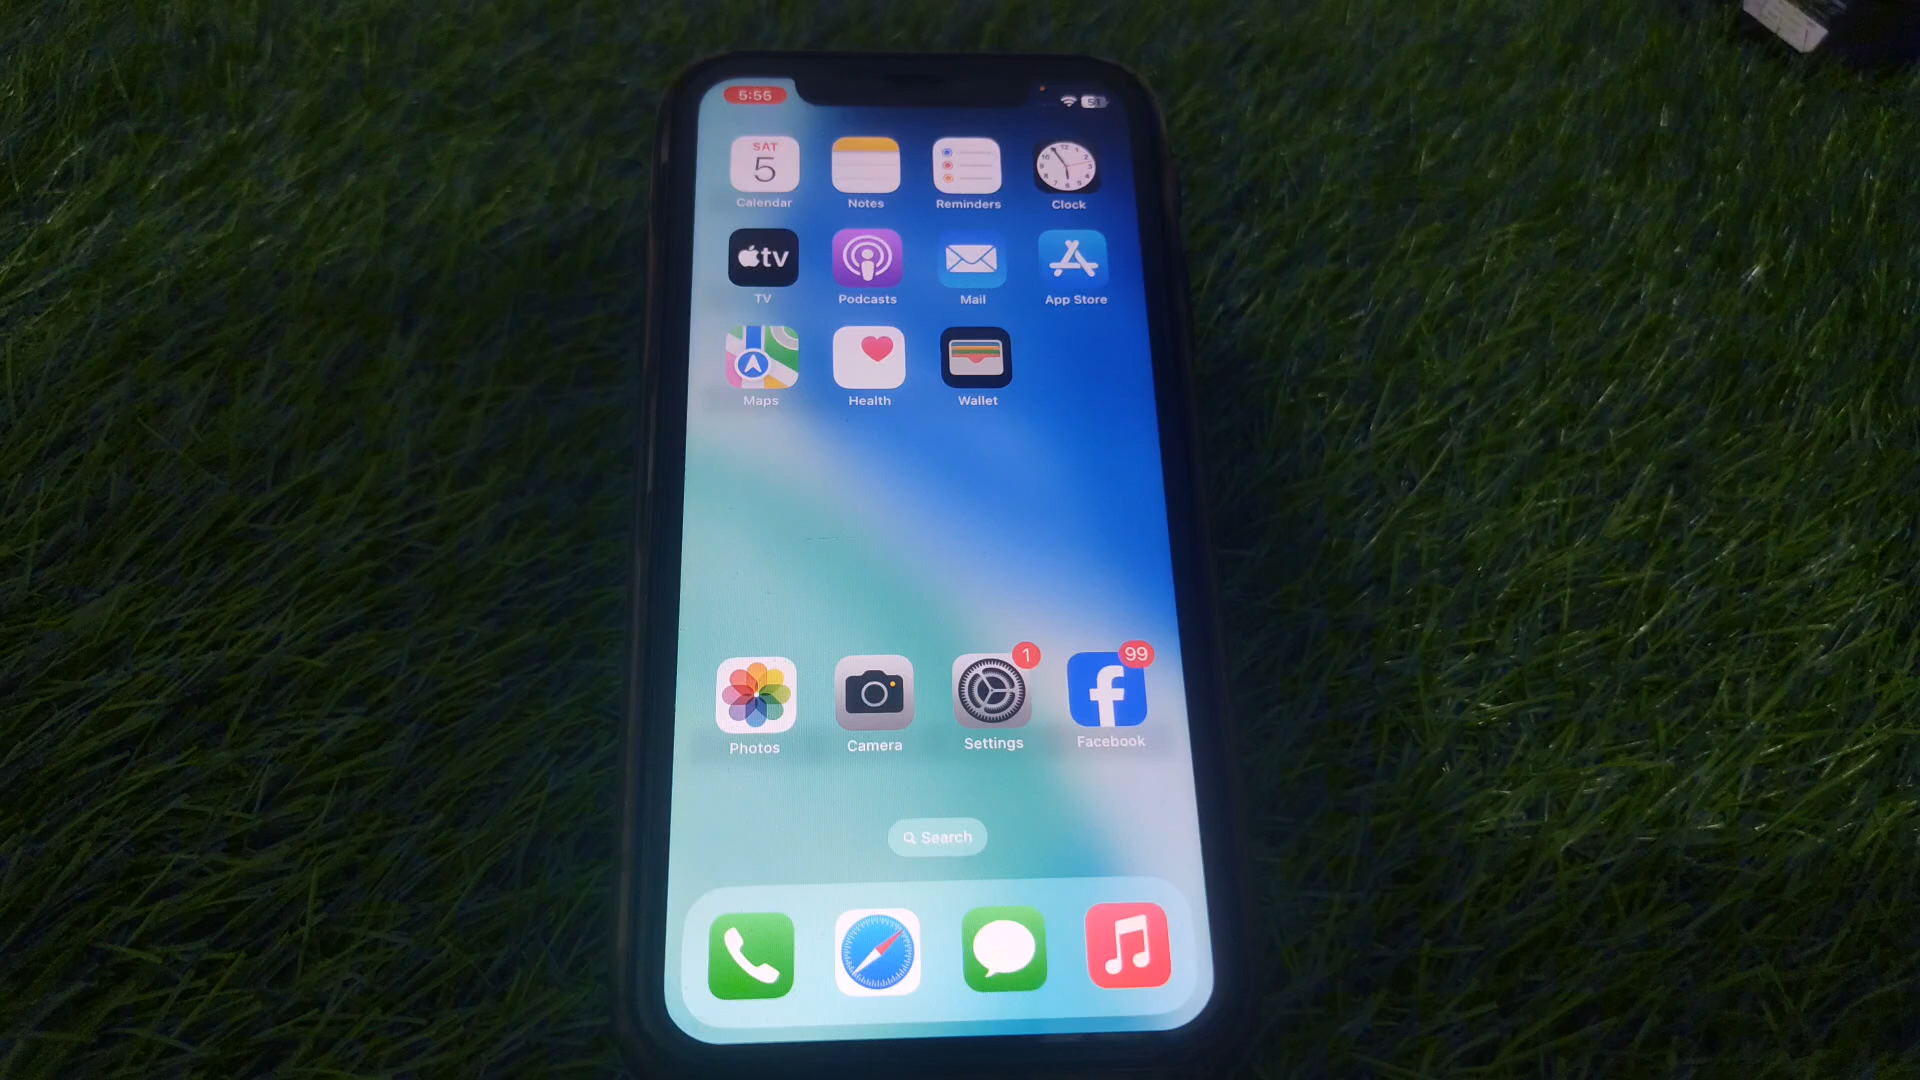 5:55
51
SAT
5
Calendar
Notes
Reminders
Clock
tv
TV
Podcasts
Mail
App Store
Maps
Health
Wallet
1
99
Photos
Camera
Settings
Facebook
Search